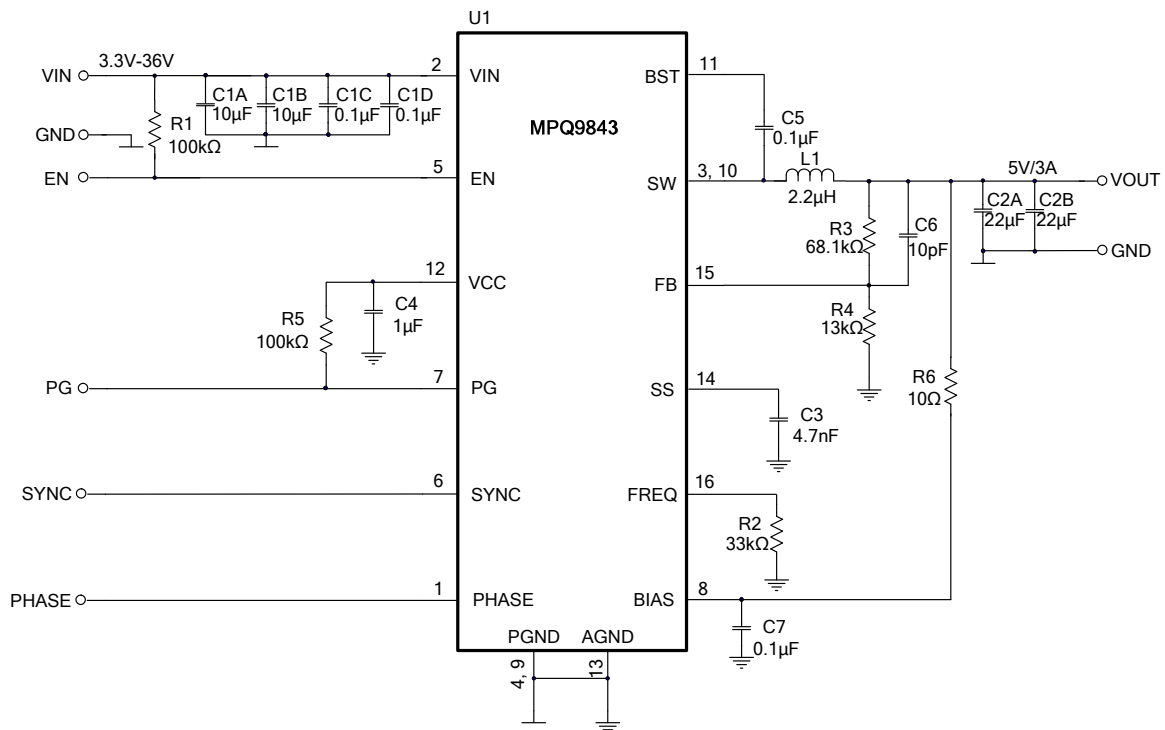 U1
3.3V-36V
VIN
GND
EN
PG
SYNC
PHASE
R1
100kΩ
C1A
10µF
C1B
10µF
C1C
0.1µF
C1D
0.1µF
R5
100kΩ
C4
1µF
2
5
12
7
6
1
MPQ9843
VIN
EN
VCC
PG
SYNC
PHASE
BST
SW
FB
SS
FREQ
BIAS
PGND
AGND
4, 9
13
11
3, 10
15
14
16
8
C5
0.1µF
L1
2.2µH
R3
68.1kΩ
C6
10pF
R4
13kΩ
C3
4.7nF
R2
33kΩ
C7
0.1µF
R6
10Ω
5V/3A
C2A
22µF
C2B
22µF
VOUT
GND